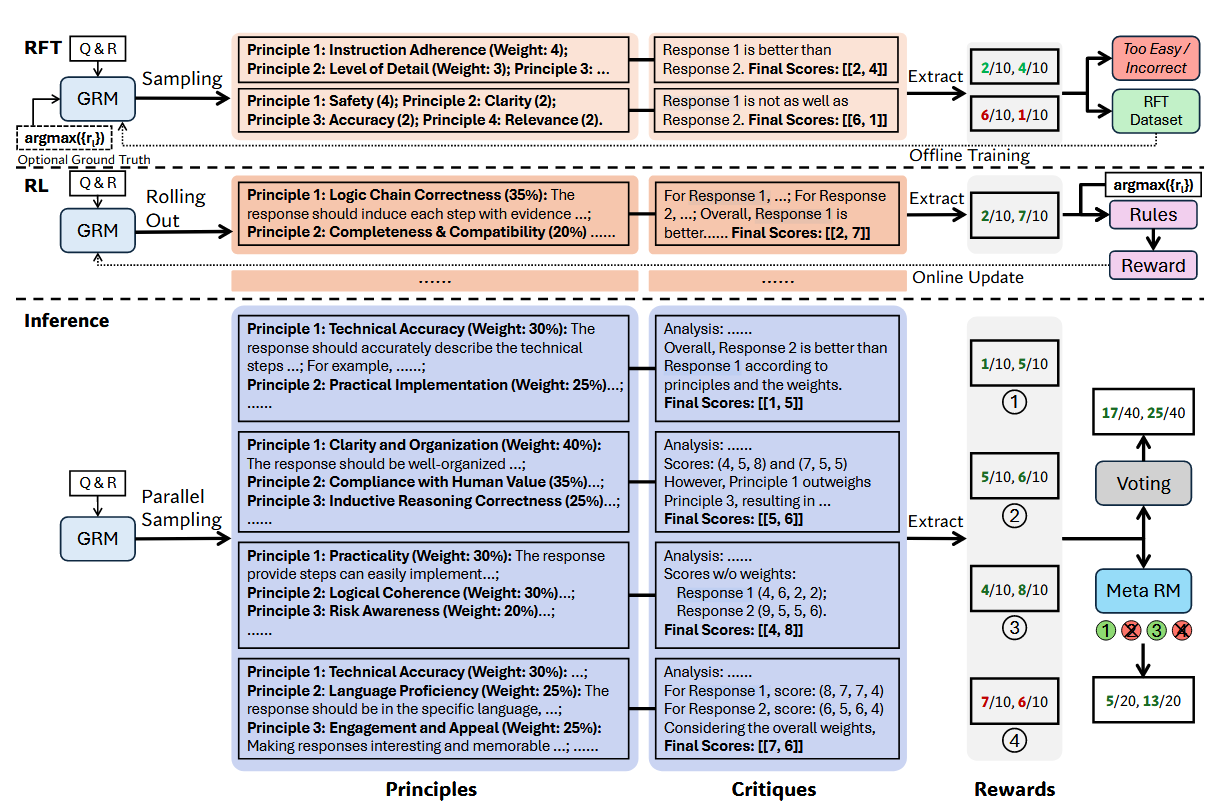 RFT
Q & R
GRM
argmax({rᵢ})
Optional Ground Truth
Sampling
Principle 1: Instruction Adherence (Weight: 4);
Principle 2: Level of Detail (Weight: 3); Principle 3: ...
Principle 1: Safety (4); Principle 2: Clarity (2);
Principle 3: Accuracy (2); Principle 4: Relevance (2).
Response 1 is better than
Response 2. Final Scores: [[2, 4]]
Response 1 is not as well as
Response 2. Final Scores: [[6, 1]]
Extract
2/10, 4/10
6/10, 1/10
Too Easy /
Incorrect
RFT
Dataset
Offline Training
RL
Q & R
GRM
Rolling
Out
Principle 1: Logic Chain Correctness (35%): The
response should induce each step with evidence ...;
Principle 2: Completeness & Compatibility (20%) ......
For Response 1, ...; For Response
2, ...; Overall, Response 1 is
better...... Final Scores: [[2, 7]]
Extract
2/10, 7/10
argmax({rᵢ})
Rules
Reward
Online Update
......
......
Inference
Q & R
GRM
Parallel
Sampling
Principle 1: Technical Accuracy (Weight: 30%): The
response should accurately describe the technical
steps ...; For example, ......;
Principle 2: Practical Implementation (Weight: 25%)...;
......
Analysis: ......
Overall, Response 2 is better than
Response 1 according to
principles and the weights.
Final Scores: [[1, 5]]
Principle 1: Clarity and Organization (Weight: 40%):
The response should be well-organized ...;
Principle 2: Compliance with Human Value (35%)...;
Principle 3: Inductive Reasoning Correctness (25%)...;
......
Analysis: ......
Scores: (4, 5, 8) and (7, 5, 5)
However, Principle 1 outweighs
Principle 3, resulting in ...
Final Scores: [[5, 6]]
Principle 1: Practicality (Weight: 30%): The response
provide steps can easily implement...;
Principle 2: Logical Coherence (Weight: 30%)...;
Principle 3: Risk Awareness (Weight: 20%)...;
......
Analysis: ......
Scores w/o weights:
Response 1 (4, 6, 2, 2);
Response 2 (9, 5, 5, 6).
Final Scores: [[4, 8]]
Principle 1: Technical Accuracy (Weight: 30%): ...;
Principle 2: Language Proficiency (Weight: 25%): The
response should be in the specific language, ...;
Principle 3: Engagement and Appeal (Weight: 25%):
Making responses interesting and memorable ...; ......
Analysis: ......
For Response 1, score: (8, 7, 7, 4)
For Response 2, score: (6, 5, 6, 4)
Considering the overall weights,
Final Scores: [[7, 6]]
Extract
1/10, 5/10
1
5/10, 6/10
2
4/10, 8/10
3
7/10, 6/10
4
17/40, 25/40
Voting
Meta RM
1 2 3 4
5/20, 13/20
Principles
Critiques
Rewards